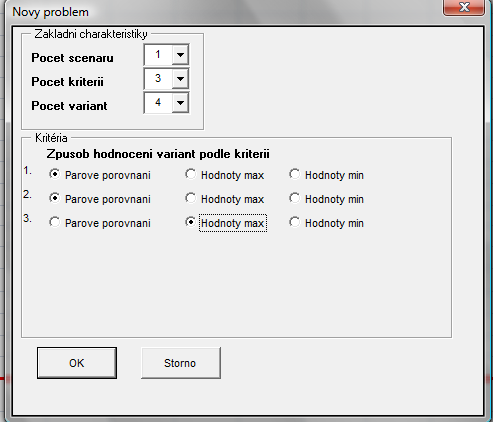 Novy problem
Zakladni charakteristiky
Pocet scenaru 1
Pocet kriterii 3
Pocet variant 4
Kritéria
Zpusob hodnoceni variant podle kriterii
1. Parove porovnani Hodnoty max Hodnoty min
2. Parove porovnani Hodnoty max Hodnoty min
3. Parove porovnani Hodnoty max Hodnoty min
OK Storno